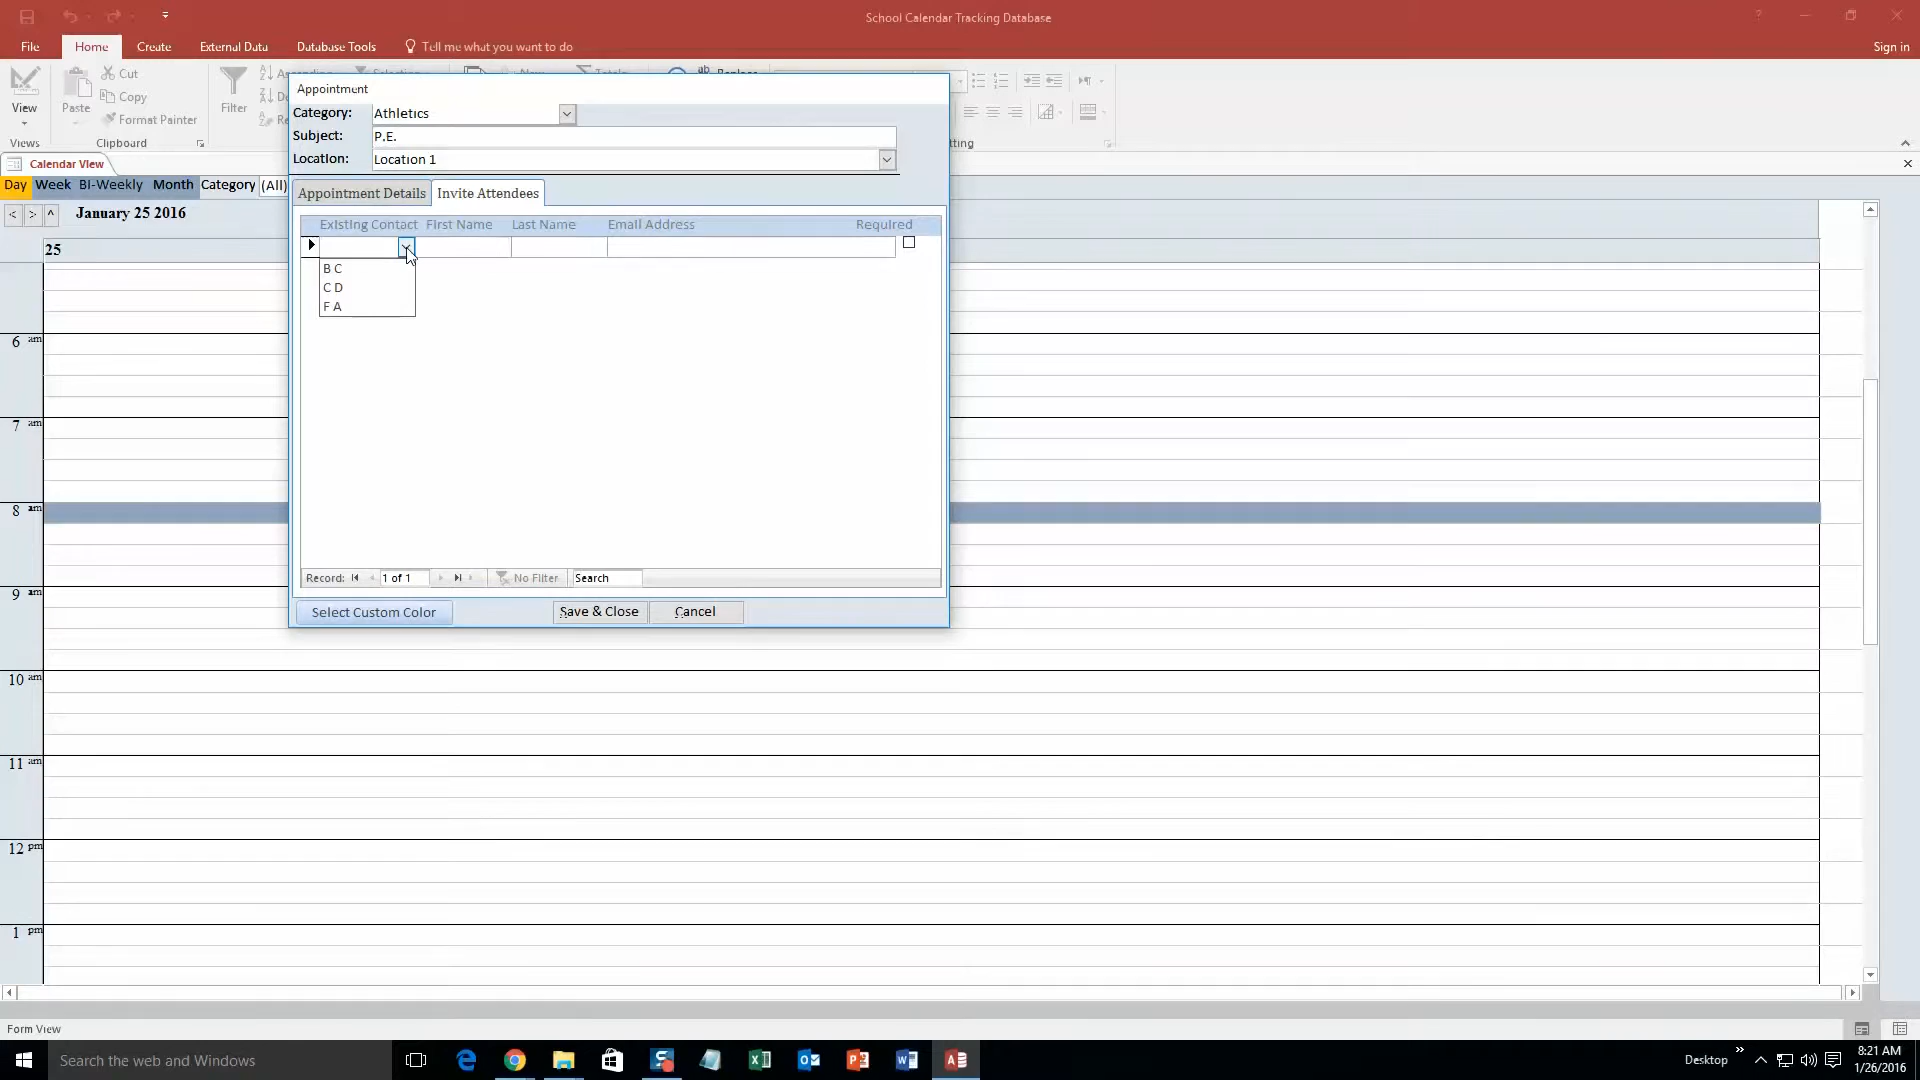 School Calendar Tracking Database
File Home Create External Data Database Tools Tell me what you want to do Sign in
View Paste Cut Copy Format Painter Filter
Views Clipboard
Calendar View
Day Week BI-Weekly Month Category (All)
< > ^ January 25 2016
25
Appointment
Category: Athletics
Subject: P.E.
Location: Location 1
Appointment Details Invite Attendees
Existing Contact First Name Last Name Email Address Required
B C
C D
F A
Record: 1 of 1 No Filter Search
Select Custom Color Save & Close Cancel
6 am
7 am
8 am
9 am
10 am
11 am
12 pm
1 pm
Form View
Search the web and Windows
Desktop
8:21 AM
1/26/2016